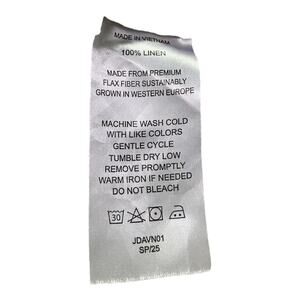 MADE IN VIETNAM
100% LINEN
MADE FROM PREMIUM
FLAX FIBER SUSTAINABLY
GROWN IN WESTERN EUROPE
MACHINE WASH COLD
WITH LIKE COLORS
GENTLE CYCLE
TUMBLE DRY LOW
REMOVE PROMPTLY
WARM IRON IF NEEDED
DO NOT BLEACH
30
JDAVN01
SP/25